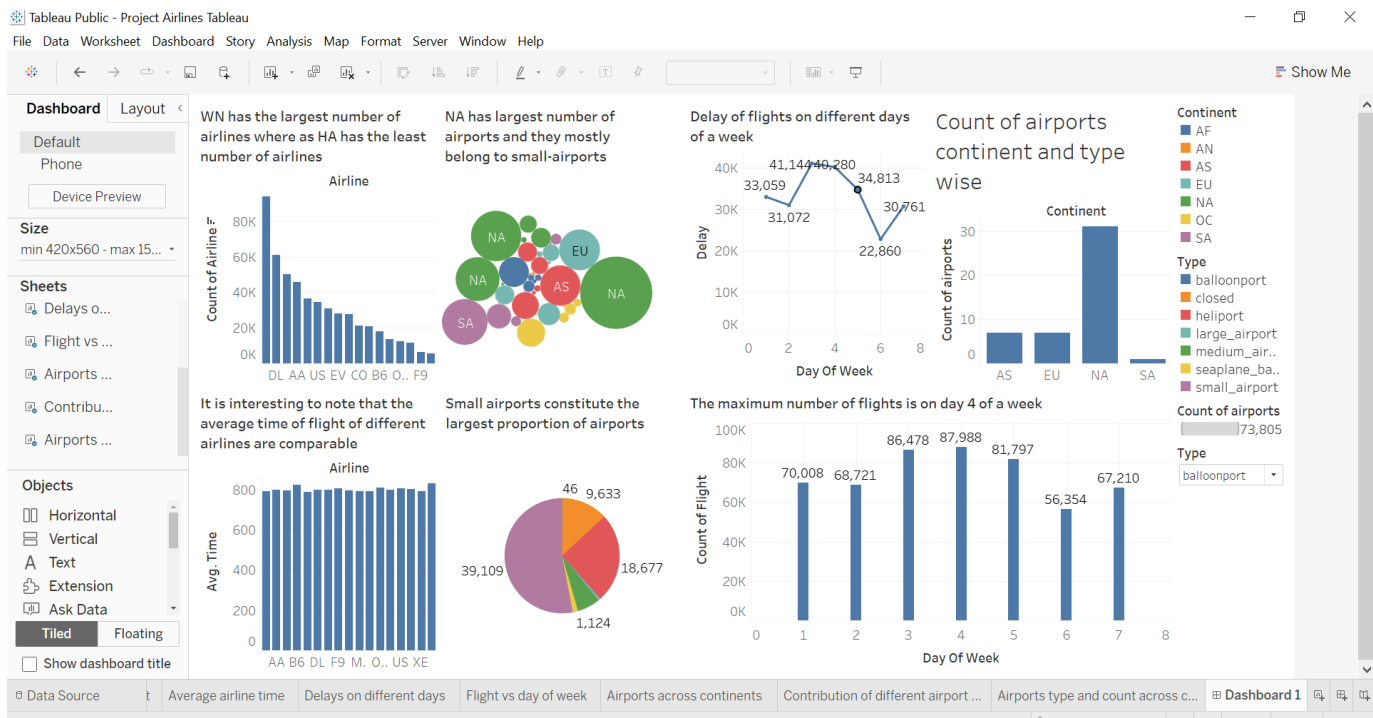 Tableau Public - Project Airlines Tableau
File Data Worksheet Dashboard Story Analysis Map Format Server Window Help
Show Me
Dashboard
Layout
Default
Phone
Device Preview
Size
min 420x560 - max 15...
Sheets
Delays o...
Flight vs ...
Airports ...
Contribu...
Airports ...
Objects
Horizontal
Vertical
Text
Extension
Ask Data
Tiled
Floating
Show dashboard title
WN has the largest number of
airlines where as HA has the least
number of airlines
Airline
Count of Airline
80K
60K
40K
20K
0K
DL AA US EV CO B6 O.. F9
NA has largest number of
airports and they mostly
belong to small-airports
NA
EU
NA
AS
NA
SA
Delay of flights on different days
of a week
Delay
40K
30K
20K
10K
0K
33,059
31,072
41,144
40,280
34,813
22,860
30,761
0 2 4 6 8
Day Of Week
Count of airports
continent and type
wise
Continent
Count of airports
30
20
10
0
AS EU NA SA
Continent
AF
AN
AS
EU
NA
OC
SA
Type
balloonport
closed
heliport
large_airport
medium_air..
seaplane_ba..
small_airport
Count of airports
73,805
Type
balloonport
It is interesting to note that the
average time of flight of different
airlines are comparable
Airline
Avg. Time
800
600
400
200
0
AA B6 DL F9 M. O.. US XE
Small airports constitute the
largest proportion of airports
46
9,633
18,677
1,124
39,109
The maximum number of flights is on day 4 of a week
Count of Flight
100K
80K
60K
40K
20K
0K
70,008
68,721
86,478
87,988
81,797
56,354
67,210
0 1 2 3 4 5 6 7 8
Day Of Week
Data Source
t
Average airline time
Delays on different days
Flight vs day of week
Airports across continents
Contribution of different airport ...
Airports type and count across c...
Dashboard 1